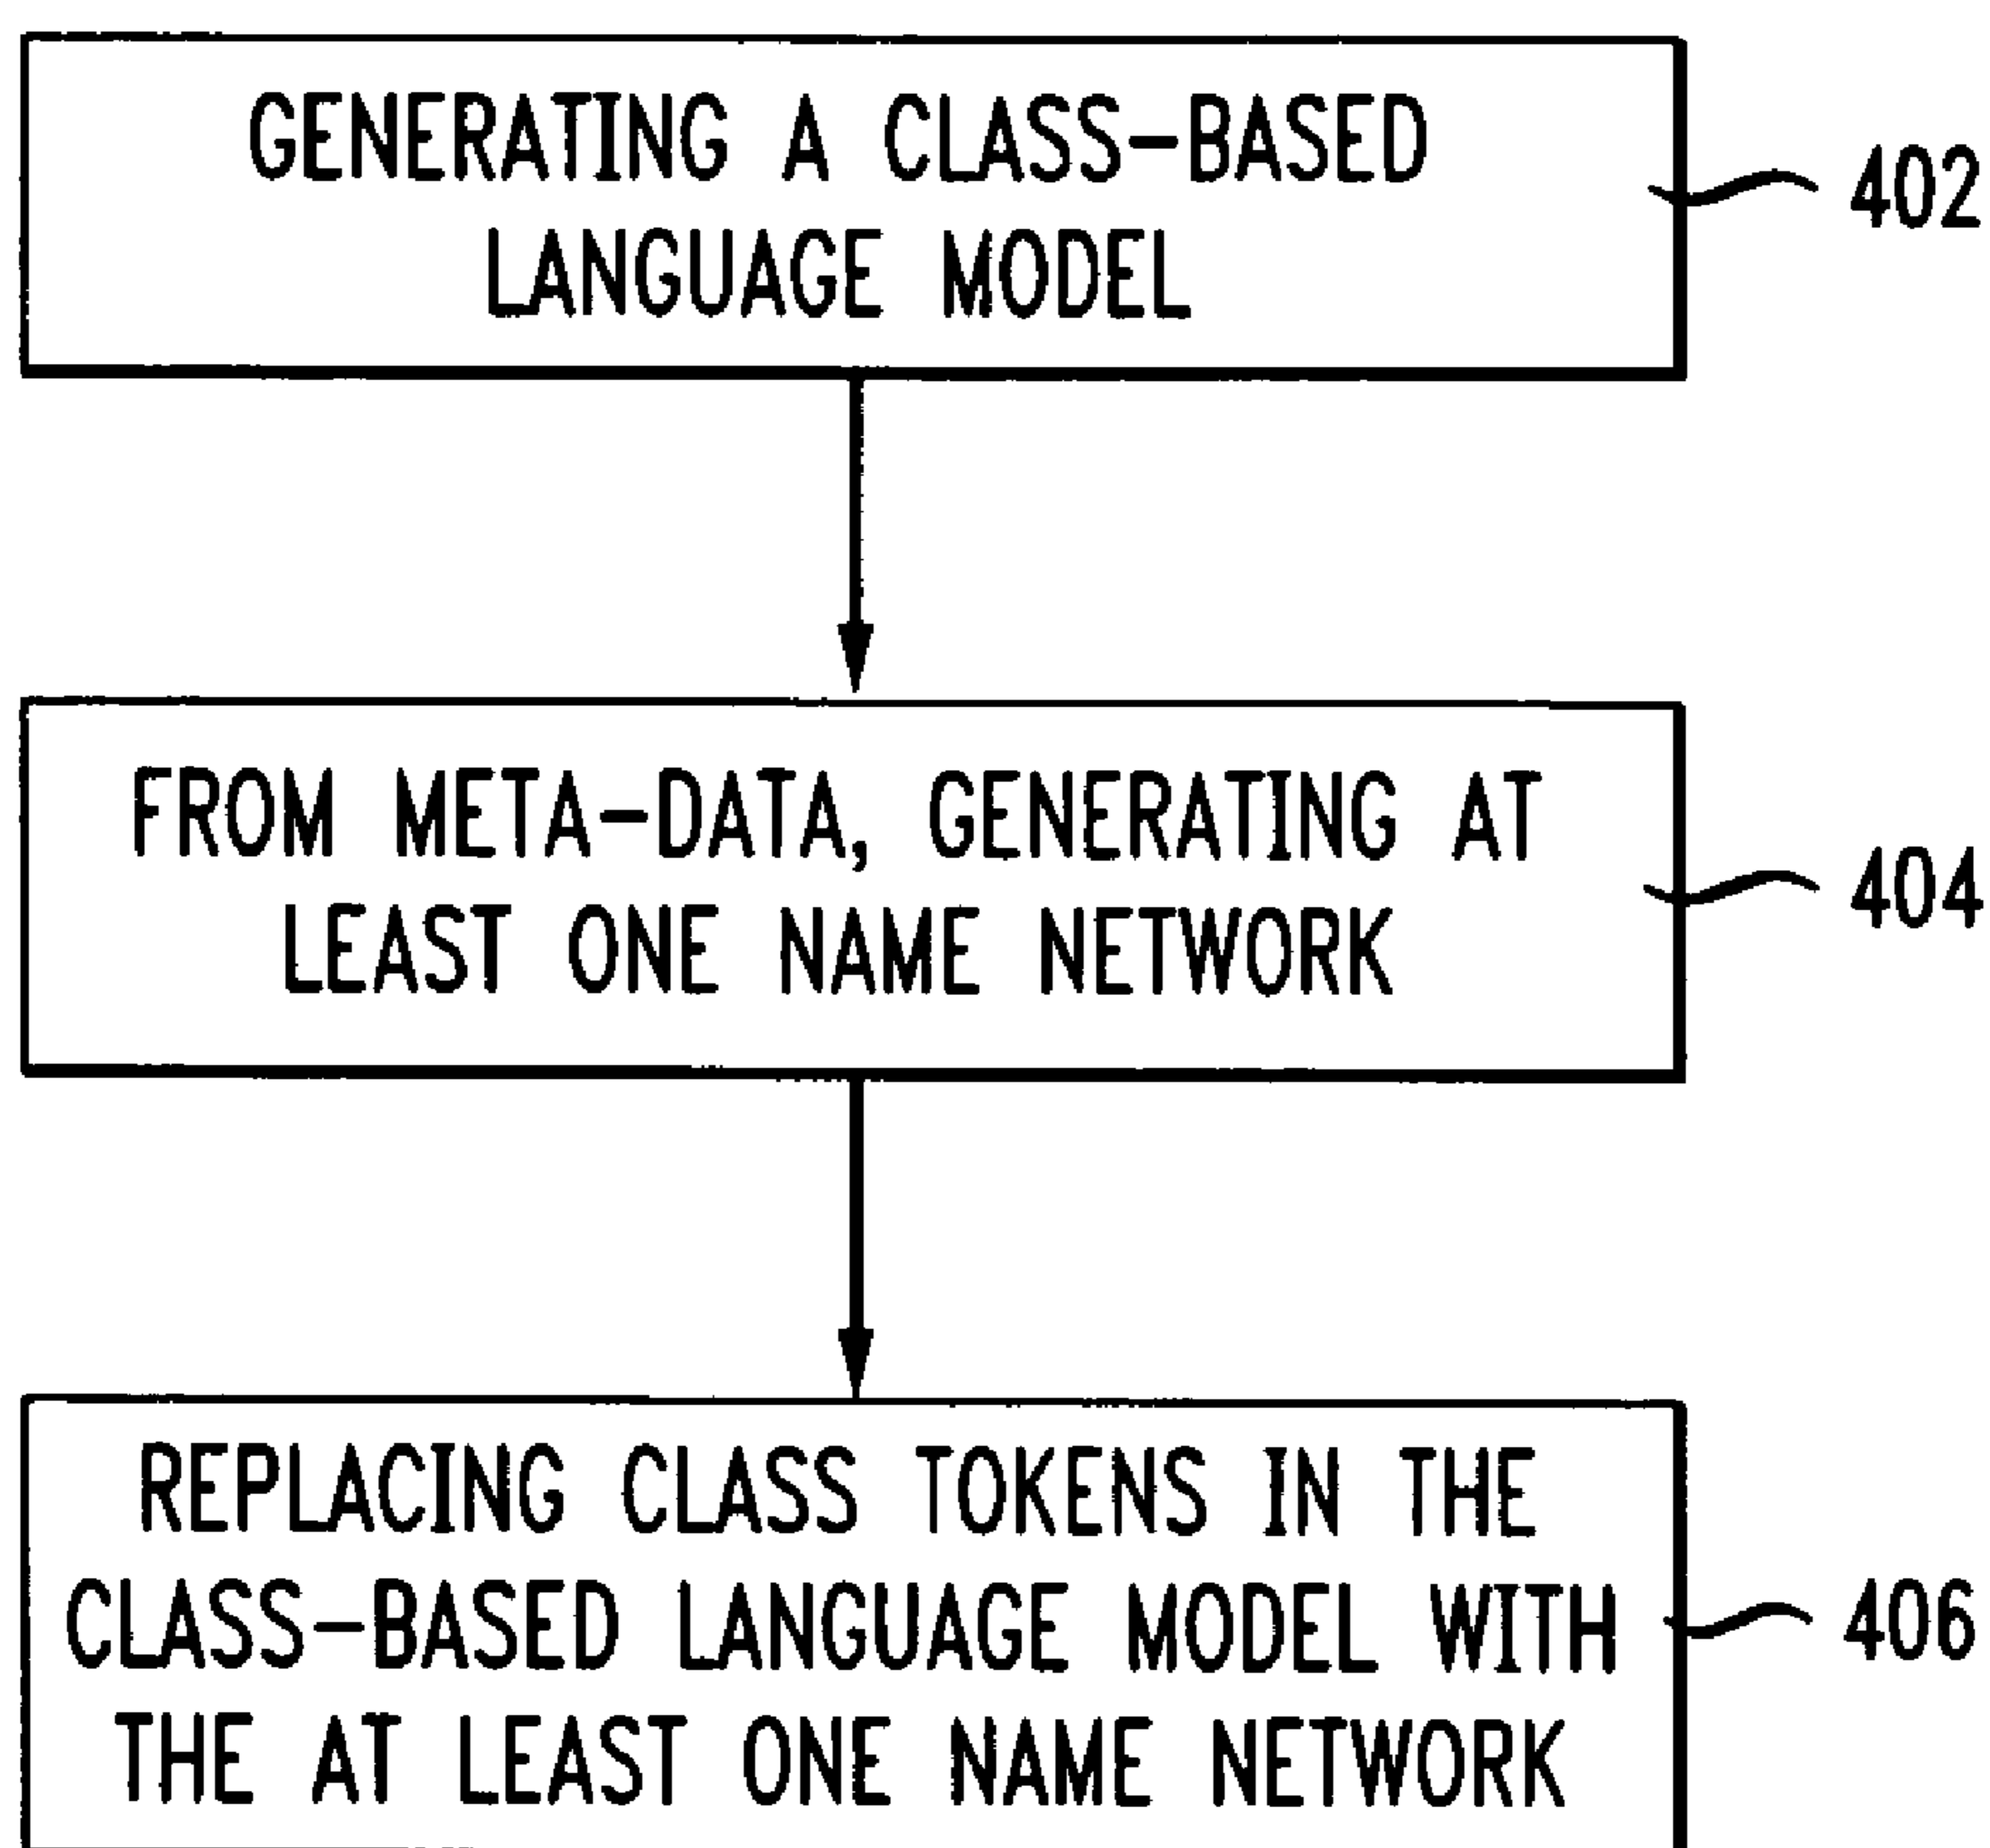 GENERATING A CLASS-BASED
LANGUAGE MODEL
402
FROM META-DATA, GENERATING AT
LEAST ONE NAME NETWORK
404
REPLACING CLASS TOKENS IN THE
CLASS-BASED LANGUAGE MODEL WITH
THE AT LEAST ONE NAME NETWORK
406